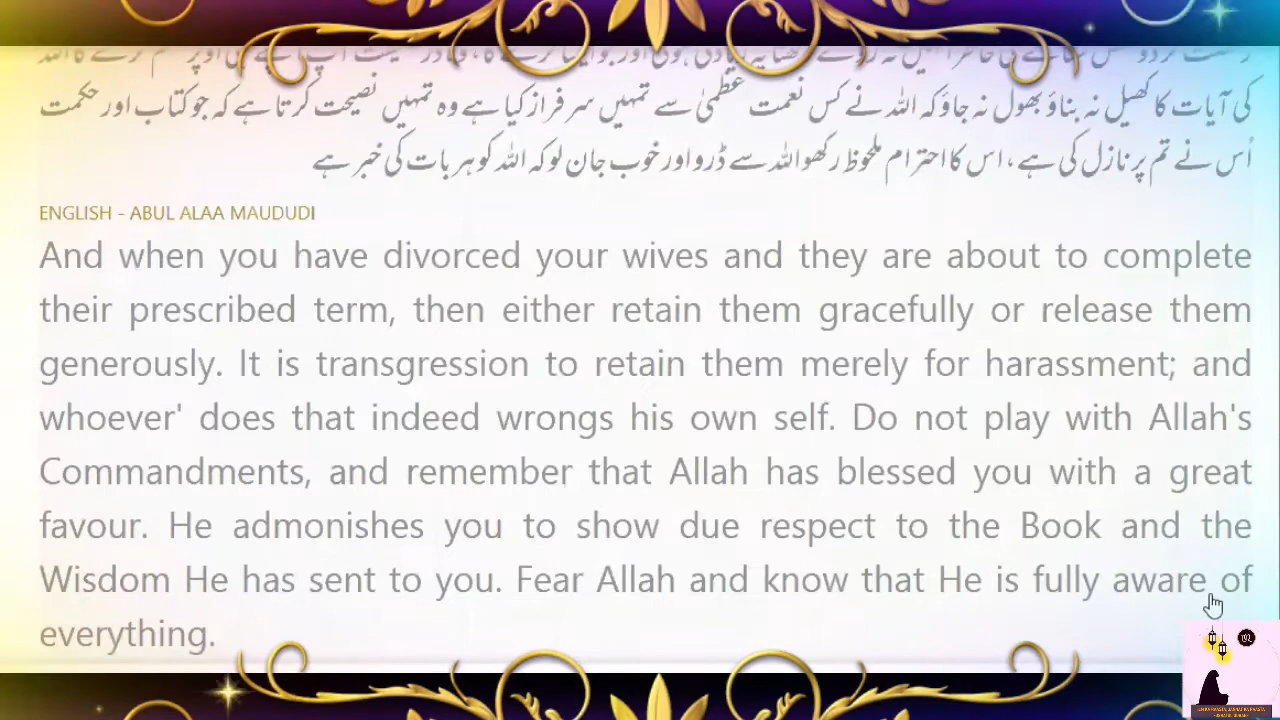 کی آیات کا کھیل نہ بناؤ بھول نہ جاؤ کہ اللہ نے کس نعمت عظمیٰ سے تمہیں سرفراز کیا ہے وہ تمہیں نصیحت کرتا ہے کہ جو کتاب اور حکمت
اُس نے تم پر نازل کی ہے، اس کا احترام ملحوظ رکھو اللہ سے ڈرو اور خوب جان لو کہ اللہ کو ہر بات کی خبر ہے
ENGLISH - ABUL ALAA MAUDUDI
And when you have divorced your wives and they are about to complete
their prescribed term, then either retain them gracefully or release them
generously. It is transgression to retain them merely for harassment; and
whoever' does that indeed wrongs his own self. Do not play with Allah's
Commandments, and remember that Allah has blessed you with a great
favour. He admonishes you to show due respect to the Book and the
Wisdom He has sent to you. Fear Allah and know that He is fully aware of
everything.